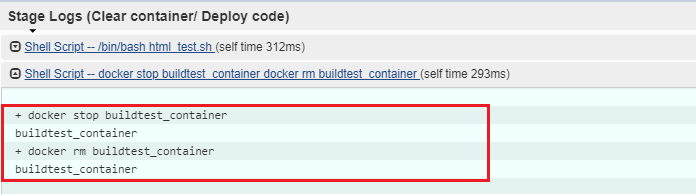 Stage Logs (Clear container/ Deploy code)
Shell Script -- /bin/bash html_test.sh (self time 312ms)
Shell Script -- docker stop buildtest_container docker rm buildtest_container (self time 293ms)
+ docker stop buildtest_container
buildtest_container
+ docker rm buildtest_container
buildtest_container